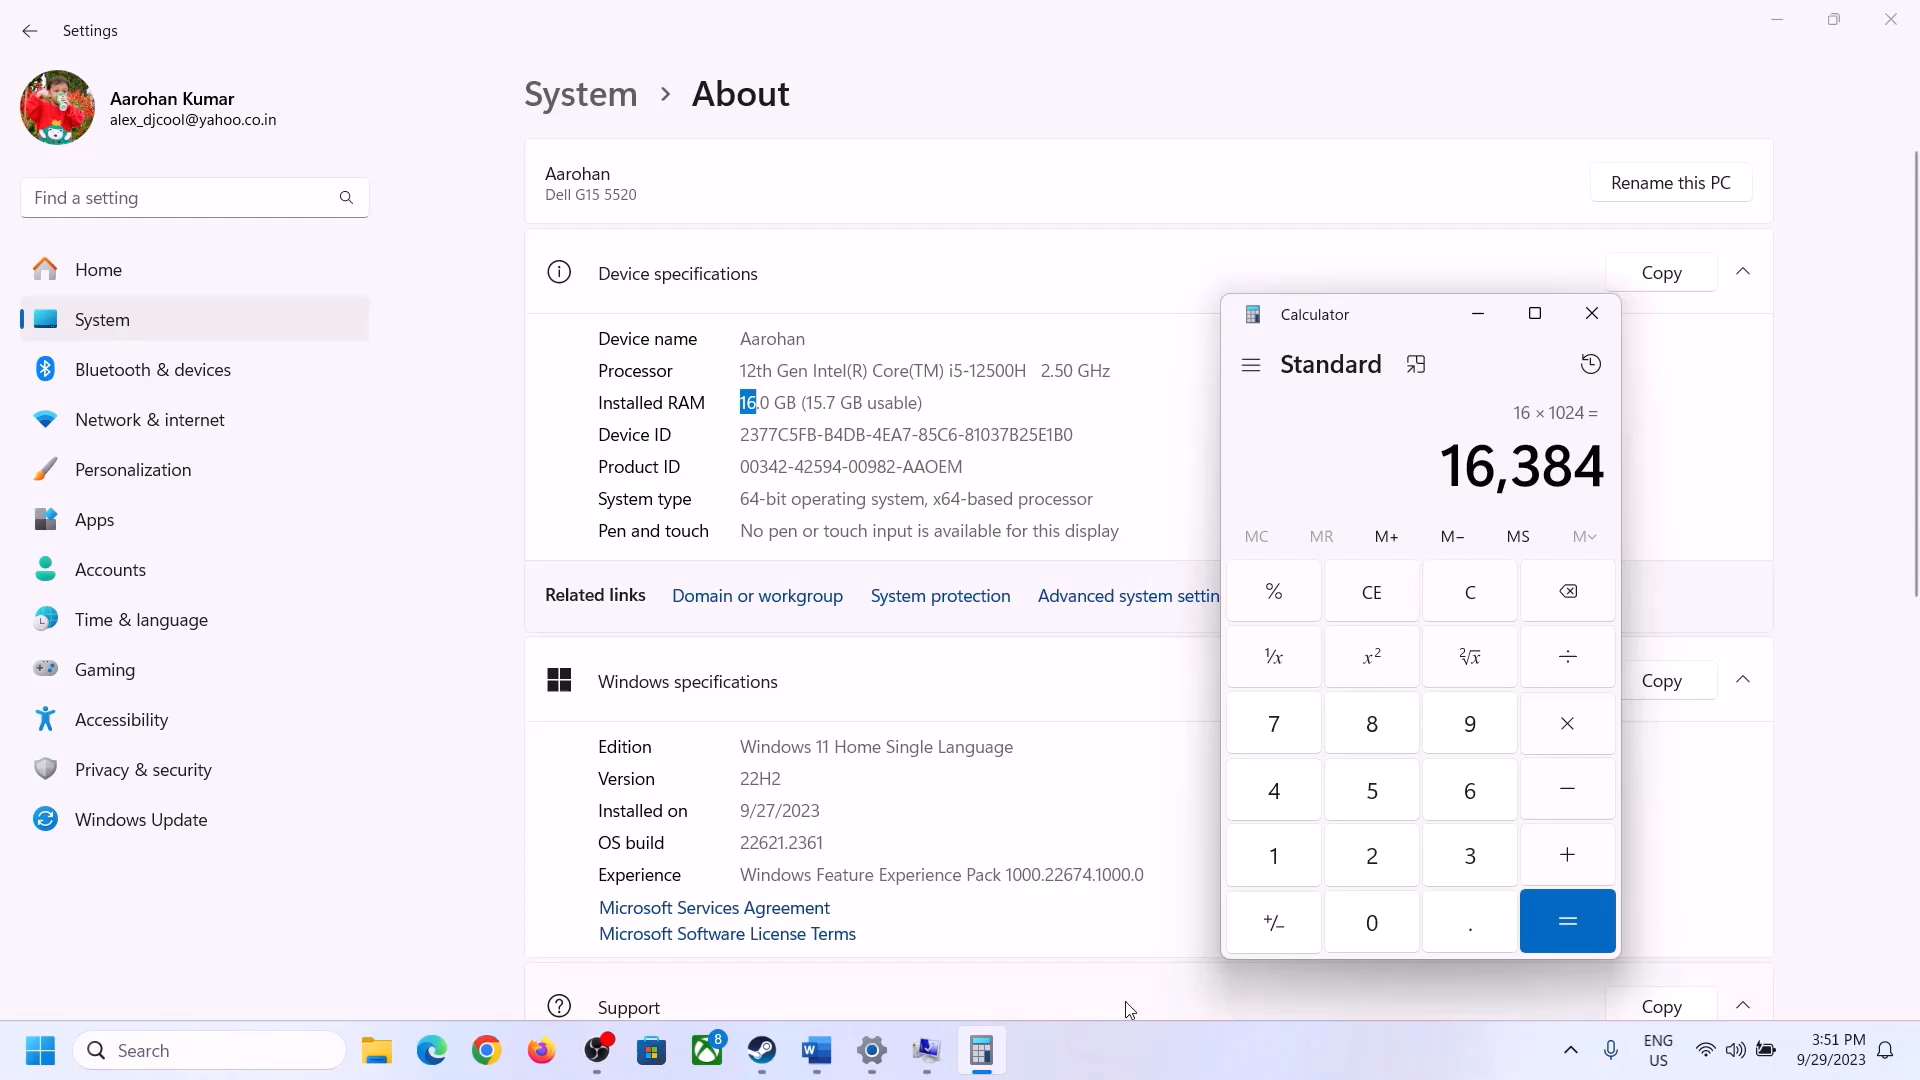 Settings
Aarohan Kumar
alex_djcool@yahoo.co.in
Find a setting
Home
System
Bluetooth & devices
Network & internet
Personalization
Apps
Accounts
Time & language
Gaming
Accessibility
Privacy & security
Windows Update
System > About
Aarohan
Dell G15 5520
Rename this PC
Device specifications
Copy
Device name Aarohan
Processor 12th Gen Intel(R) Core(TM) i5-12500H 2.50 GHz
Installed RAM 16.0 GB (15.7 GB usable)
Device ID 2377C5FB-B4DB-4EA7-85C6-81037B25E1B0
Product ID 00342-42594-00982-AAOEM
System type 64-bit operating system, x64-based processor
Pen and touch No pen or touch input is available for this display
Related links Domain or workgroup System protection Advanced system settin
Windows specifications
Copy
Edition Windows 11 Home Single Language
Version 22H2
Installed on 9/27/2023
OS build 22621.2361
Experience Windows Feature Experience Pack 1000.22674.1000.0
Microsoft Services Agreement
Microsoft Software License Terms
Support
Copy
Calculator
Standard
16 × 1024 =
16,384
MC MR M+ M− MS M
% CE C
⅟x x² ²√x ÷
7 8 9 ×
4 5 6 −
1 2 3 +
+/− 0 . =
Search
8
ENG
US
3:51 PM
9/29/2023